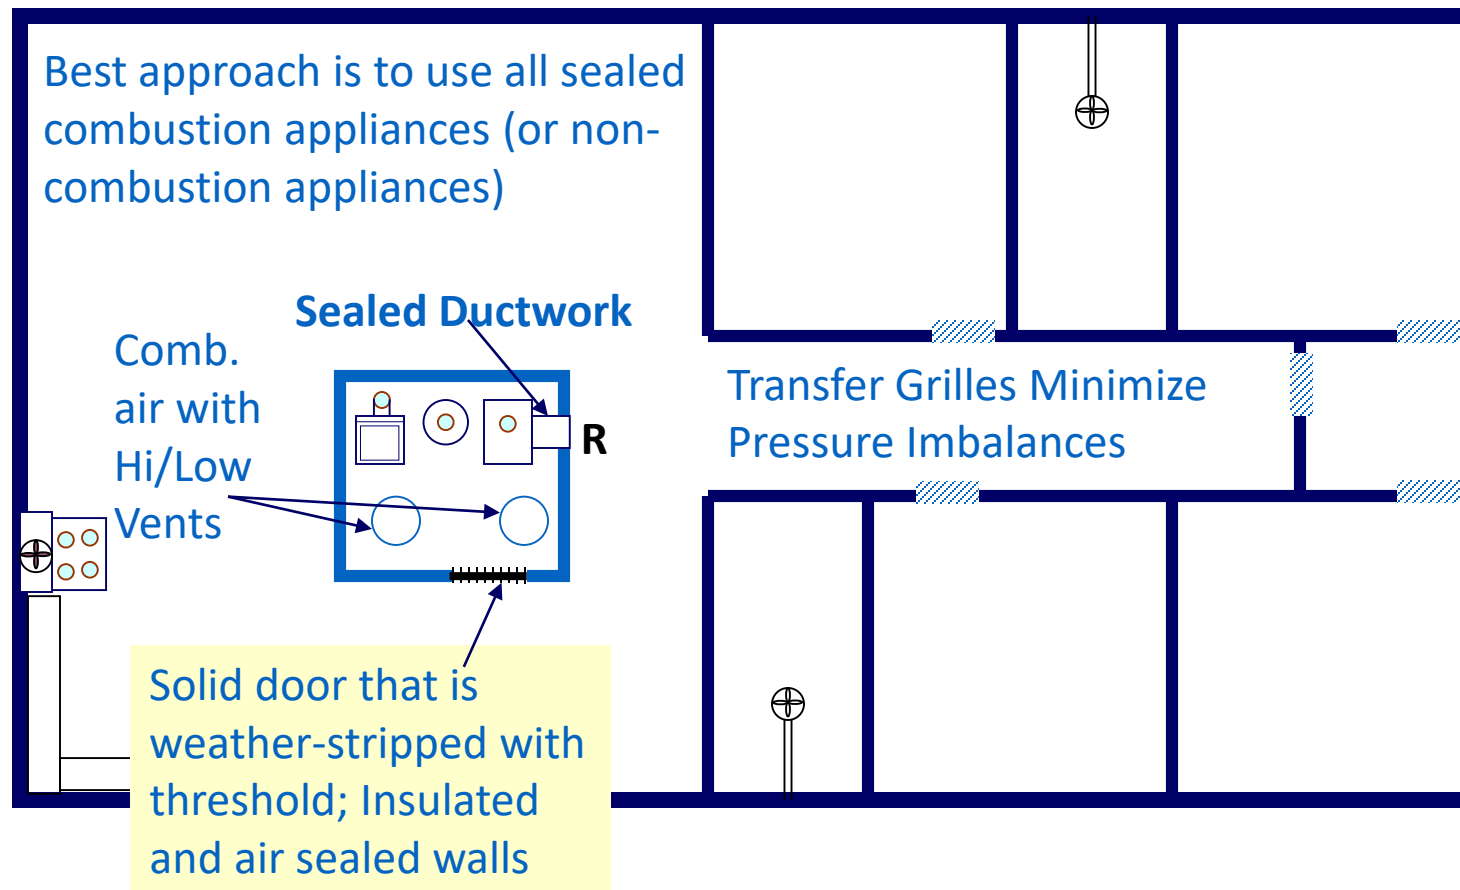 Best approach is to use all sealed
combustion appliances (or non-
combustion appliances)
Sealed Ductwork
Comb.
air with
Hi/Low
Vents
R
Transfer Grilles Minimize
Pressure Imbalances
Solid door that is
weather-stripped with
threshold; Insulated
and air sealed walls